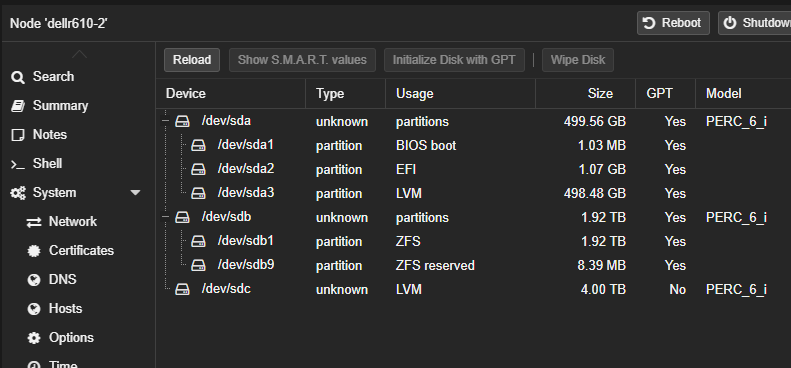 Node 'dellr610-2'
Reboot
Shutdown
Search
Summary
Notes
Shell
System
Network
Certificates
DNS
Hosts
Options
Time
Reload
Show S.M.A.R.T. values
Initialize Disk with GPT
Wipe Disk
Device Type Usage Size GPT Model
/dev/sda unknown partitions 499.56 GB Yes PERC_6_i
/dev/sda1 partition BIOS boot 1.03 MB Yes
/dev/sda2 partition EFI 1.07 GB Yes
/dev/sda3 partition LVM 498.48 GB Yes
/dev/sdb unknown partitions 1.92 TB Yes PERC_6_i
/dev/sdb1 partition ZFS 1.92 TB Yes
/dev/sdb9 partition ZFS reserved 8.39 MB Yes
/dev/sdc unknown LVM 4.00 TB No PERC_6_i